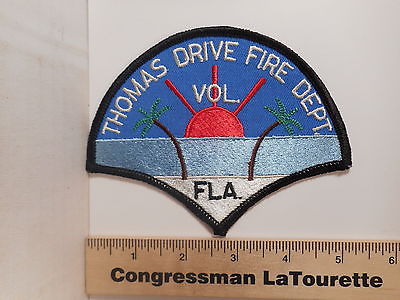 THOMAS DRIVE FIRE DEPT.
VOL.
FLA.
1 2 3 4 5 6
Congressman LaTourette